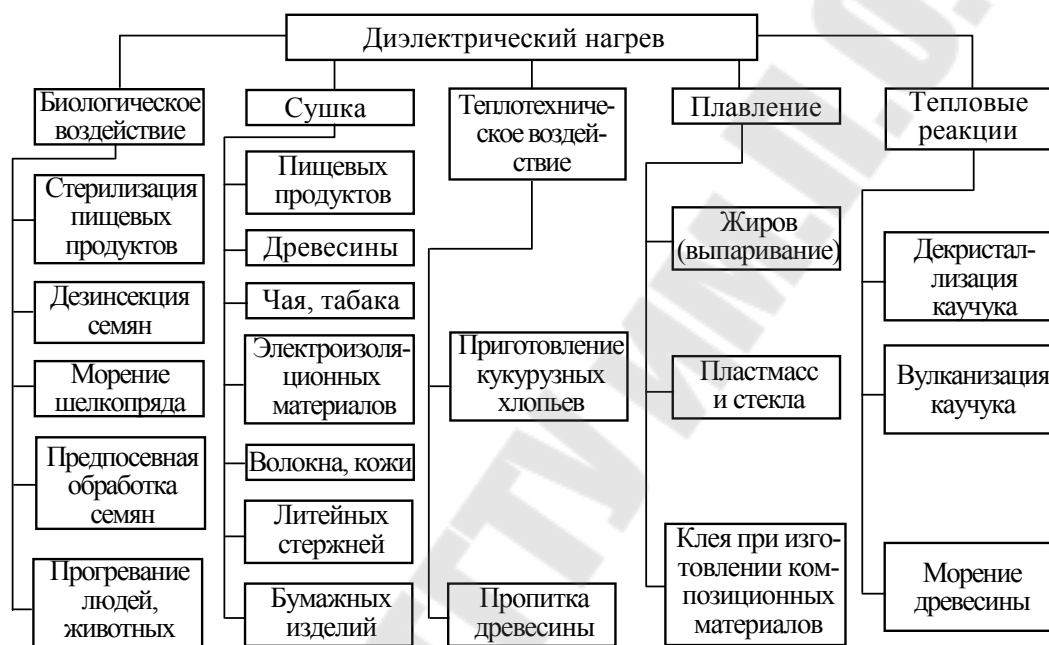 Диэлектрический нагрев
Биологическое
воздействие
Стерилизация
пищевых
продуктов
Дезинсекция
семян
Морение
шелкопряда
Предпосевная
обработка
семян
Прогревание
людей,
животных
Сушка
Пищевых
продуктов
Древесины
Чая, табака
Электроизоля-
ционных
материалов
Волокна, кожи
Литейных
стержней
Бумажных
изделий
Теплотехниче-
ское воздей-
ствие
Приготовление
кукурузных
хлопьев
Пропитка
древесины
Плавление
Жиров
(выпаривание)
Пластмасс
и стекла
Клея при изго-
товлении ком-
позиционных
материалов
Тепловые
реакции
Декристал-
лизация
каучука
Вулканизация
каучука
Морение
древесины
ГГТУ им. П.О.